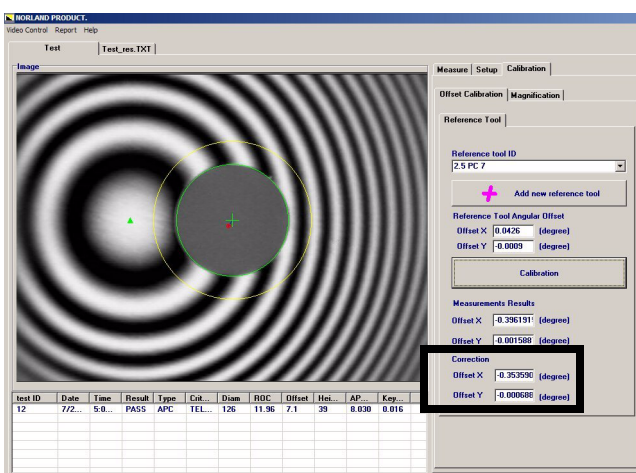 NORLAND PRODUCT.
Video Control Report Help
Test Test_res.TXT
Image
Measure Setup Calibration
Offset Calibration Magnification
Reference Tool
Reference tool ID
2.5 PC 7
Add new reference tool
Reference Tool Angular Offset
Offset X 0.0426 (degree)
Offset Y -0.0009 (degree)
Calibration
Measurements Results
Offset X -0.396191 (degree)
Offset Y -0.001588 (degree)
Correction
Offset X -0.353590 (degree)
Offset Y -0.000688 (degree)
test ID Date Time Result Type Crit... Diam ROC Offset Hei... AP... Key...
12 7/2... 5:0... PASS APC TEL... 126 11.96 7.1 39 8.030 0.016